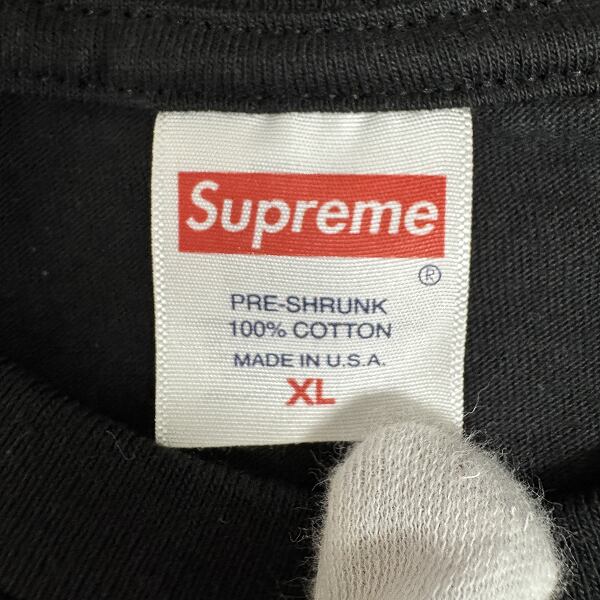 Supreme
®
PRE-SHRUNK
100% COTTON
MADE IN U.S.A.
XL